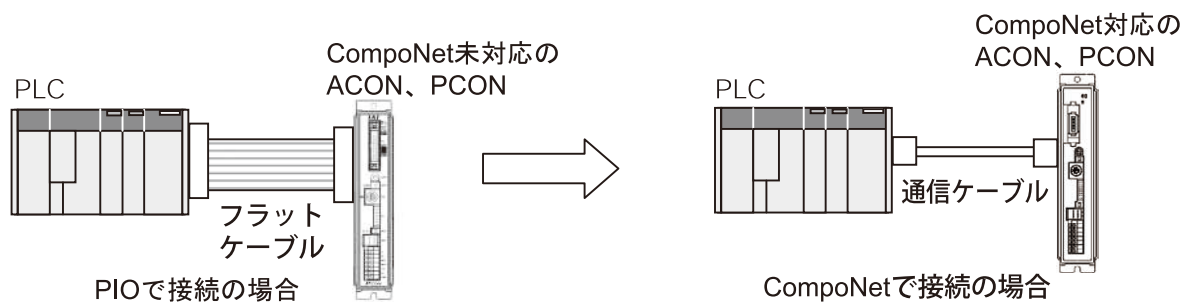 CompoNet未対応の
ACON、PCON
PLC
フラット
ケーブル
PIOで接続の場合
CompoNet対応の
ACON、PCON
PLC
通信ケーブル
CompoNetで接続の場合